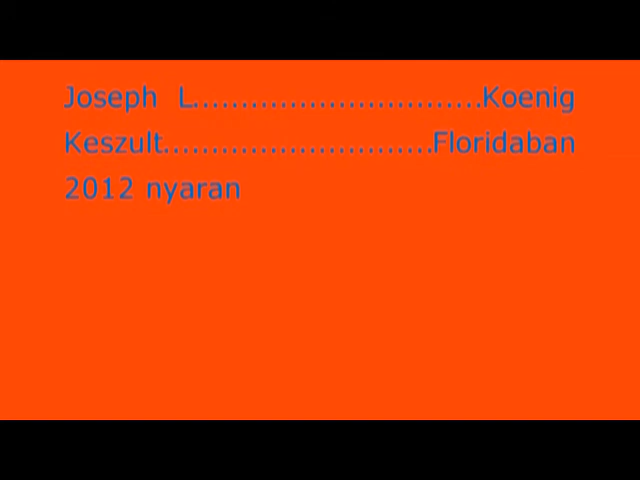 Joseph L..............................Koenig
Keszult............................Floridaban
2012 nyaran